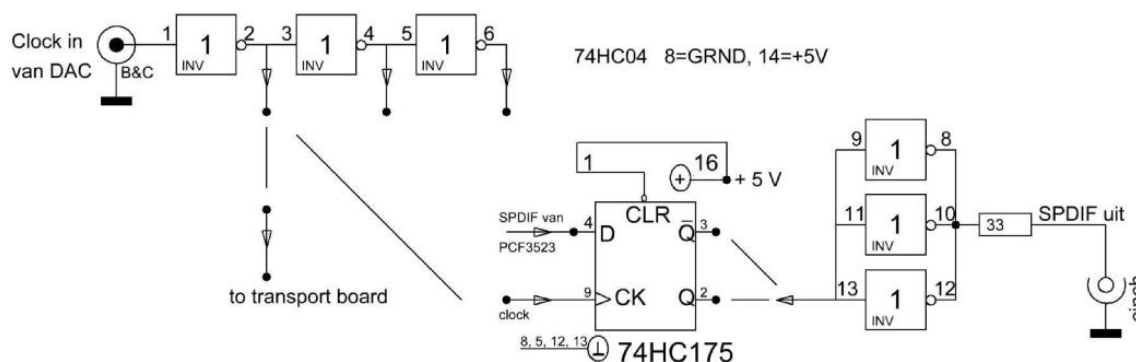 Clock in
van DAC
B&C
1
1
INV
2
3
1
INV
4
5
1
INV
6
74HC04 8=GRND, 14=+5V
1
16
+
+ 5 V
CLR
SPDIF van
PCF3523
4
D
Q
3
9
CK
Q
2
clock
8, 5, 12, 13
74HC175
to transport board
9
1
INV
8
11
1
INV
10
13
1
INV
12
33
SPDIF uit
cinch